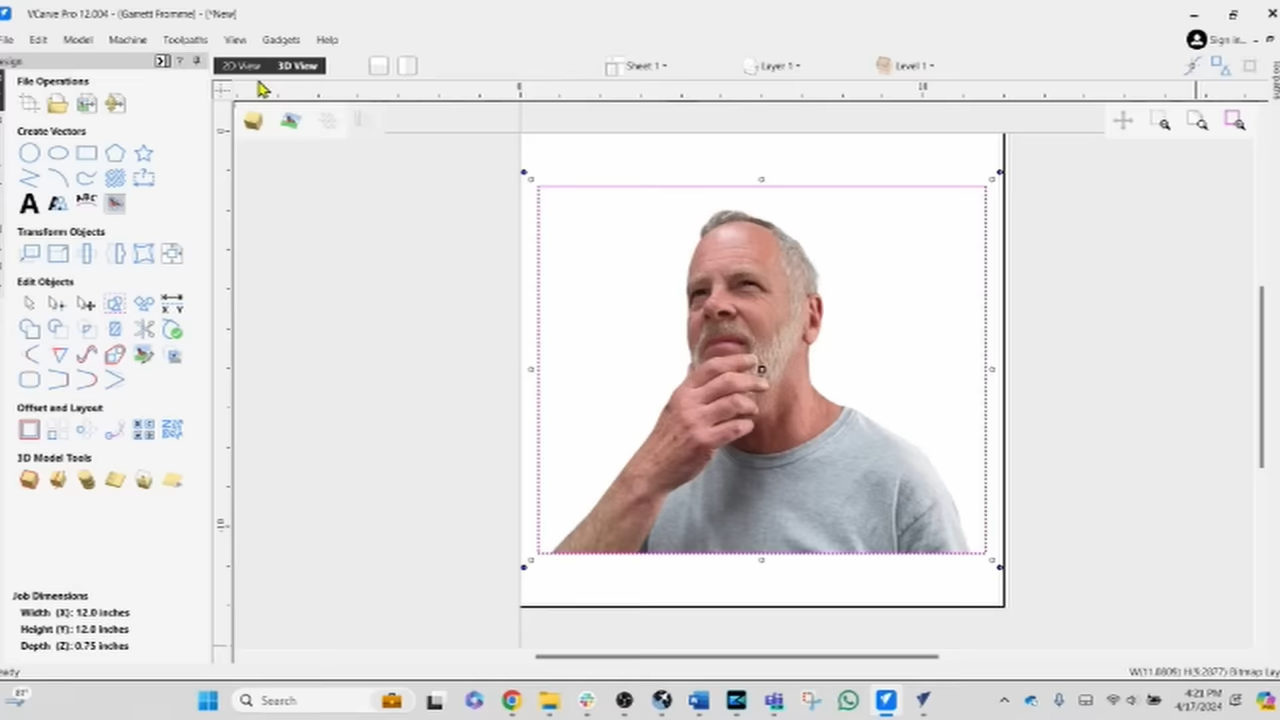 VCarve Pro 12.004 - (Garrett Fromme) - [*New]
File Edit Model Machine Toolpaths View Gadgets Help
Sign in...
2D View 3D View Sheet 1 Layer 1 Level 1
File Operations
Create Vectors
Transform Objects
Edit Objects
X Y
Offset and Layout
3D Model Tools
Job Dimensions
Width (X): 12.0 inches
Height (Y): 12.0 inches
Depth (Z): 0.75 inches
Search
4:23 PM
4/17/2024